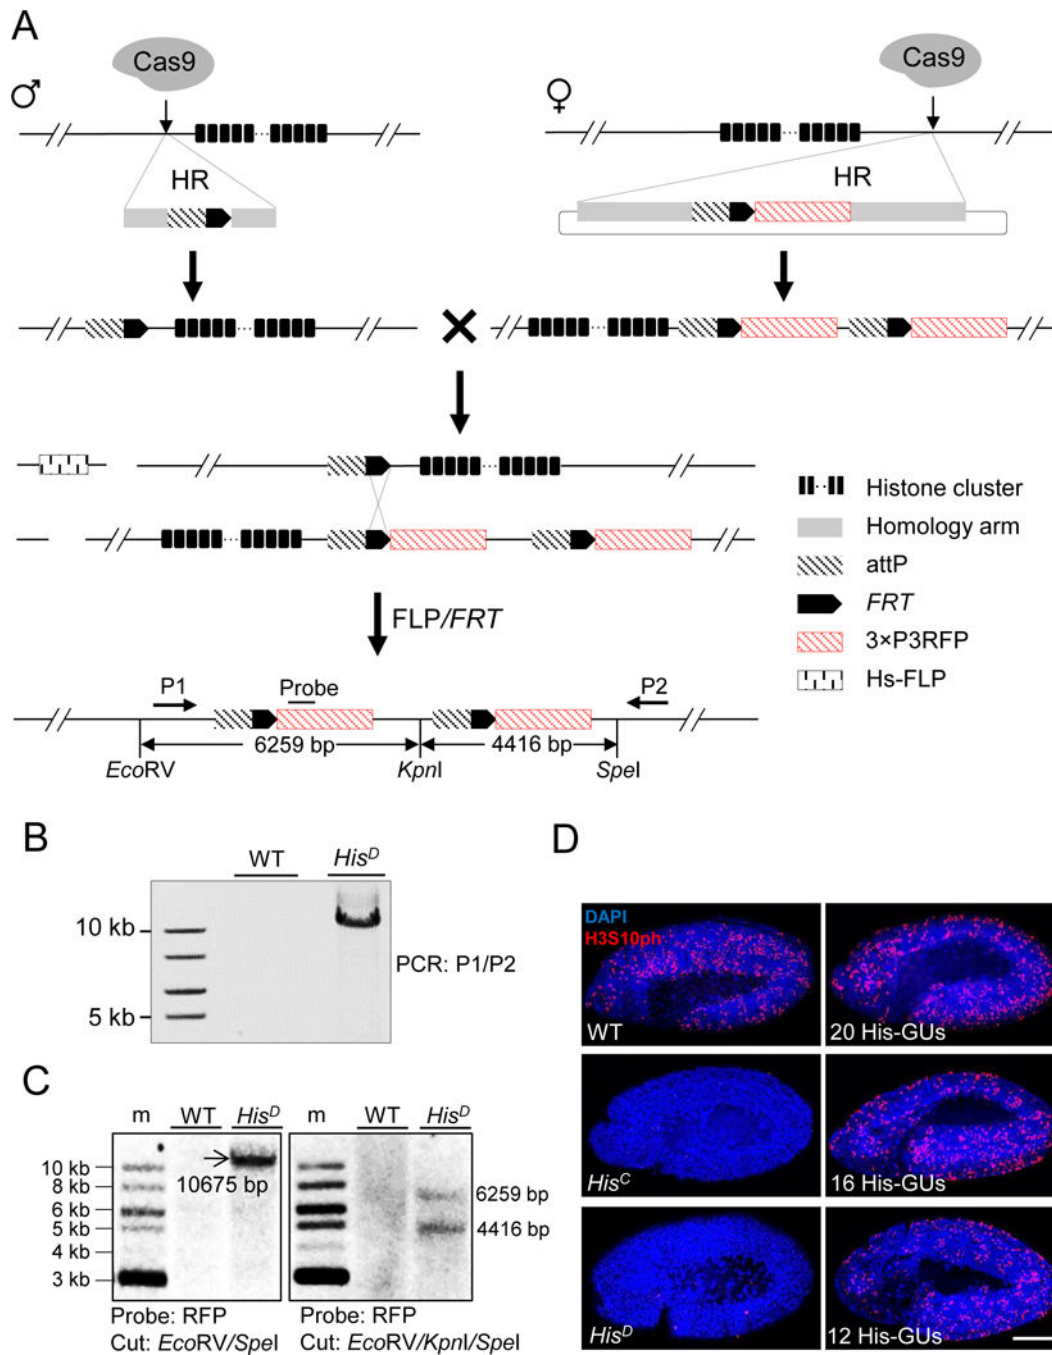 A
Cas9
Cas9
♂
♀
HR
HR
Histone cluster
Homology arm
attP
FRT
3×P3RFP
Hs-FLP
FLP/FRT
P1
Probe
P2
6259 bp
4416 bp
EcoRV
KpnI
SpeI
B
WT
HisD
10 kb
5 kb
PCR: P1/P2
C
m
WT
HisD
m
WT
HisD
10 kb
8 kb
6 kb
5 kb
4 kb
3 kb
10675 bp
6259 bp
4416 bp
Probe: RFP
Cut: EcoRV/SpeI
Probe: RFP
Cut: EcoRV/KpnI/SpeI
D
DAPI
H3S10ph
WT
20 His-GUs
HisC
16 His-GUs
HisD
12 His-GUs